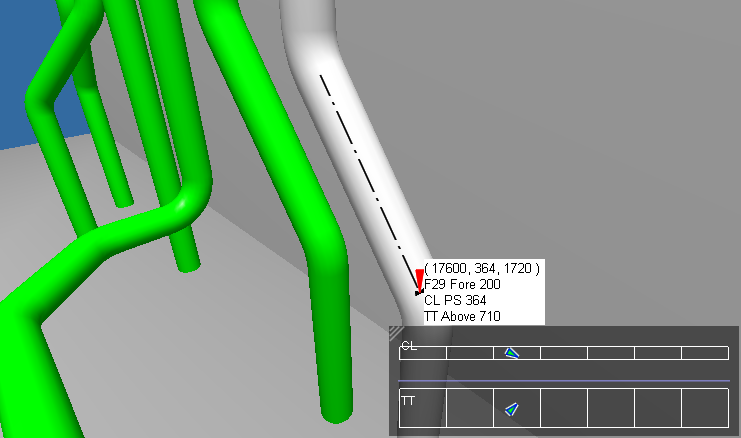 ( 17600, 364, 1720 )
F29 Fore 200
CL PS 364
TT Above 710
CL
TT